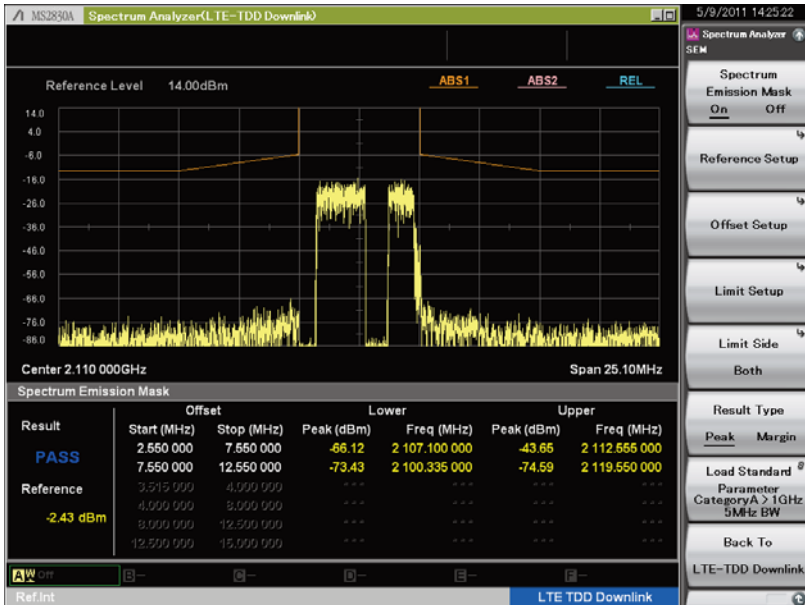 MS2830A Spectrum Analyzer(LTE-TDD Downlink)
5/9/2011 14:25:22
Spectrum Analyzer
SEM
Reference Level 14.00dBm
ABS1 ABS2 REL
14.0
4.0
-6.0
-16.0
-26.0
-36.0
-46.0
-56.0
-66.0
-76.0
-86.0
Center 2.110 000GHz Span 25.10MHz
Spectrum Emission Mask
Offset Lower Upper
Result Start (MHz) Stop (MHz) Peak (dBm) Freq (MHz) Peak (dBm) Freq (MHz)
2.550 000 7.550 000 -66.12 2 107.100 000 -43.65 2 112.555 000
PASS
7.550 000 12.550 000 -73.43 2 100.335 000 -74.59 2 119.550 000
Reference 3.515 000 4.000 000 --- --- --- ---
4.000 000 8.000 000 --- --- --- ---
-2.43 dBm
8.000 000 12.500 000 --- --- --- ---
12.500 000 15.000 000 --- --- --- ---
A W Off B- C- D- E- F-
Ref.Int LTE TDD Downlink
Spectrum
Emission Mask
On Off
Reference Setup
Offset Setup
Limit Setup
Limit Side
Both
Result Type
Peak Margin
Load Standard
Parameter
CategoryA > 1GHz
5MHz BW
Back To
LTE-TDD Downlink